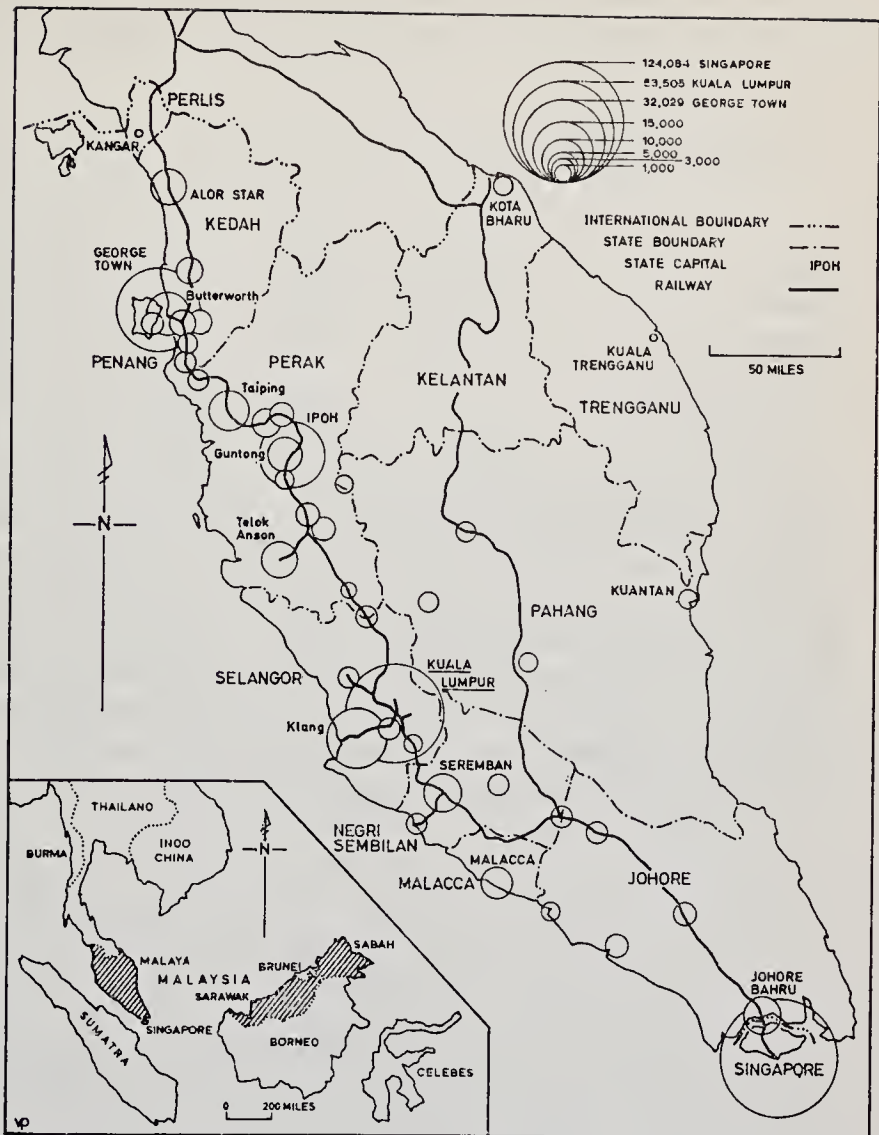 124,084 SINGAPORE
83,505 KUALA LUMPUR
32,029 GEORGE TOWN
15,000
10,000
5,000
3,000
1,000
INTERNATIONAL BOUNDARY
STATE BOUNDARY
STATE CAPITAL IPOH
RAILWAY
50 MILES
PERLIS
KANGAR
ALOR STAR
KEDAH
KOTA
BHARU
GEORGE
TOWN
Butterworth
PENANG
PERAK
KELANTAN
KUALA
TRENGGANU
TRENGGANU
Taiping
IPOH
Guntong
N
Telok
Anson
KUANTAN
PAHANG
SELANGOR
KUALA
LUMPUR
Klang
SEREMBAN
NEGRI
SEMBILAN
MALACCA
MALACCA
JOHORE
JOHORE
BAHRU
SINGAPORE
THAILAND
BURMA
INDO
CHINA
N
MALAYA
MALAYSIA
BRUNEI
SABAH
SARAWAK
SINGAPORE
SUMATRA
BORNEO
CELEBES
0 200 MILES
vp